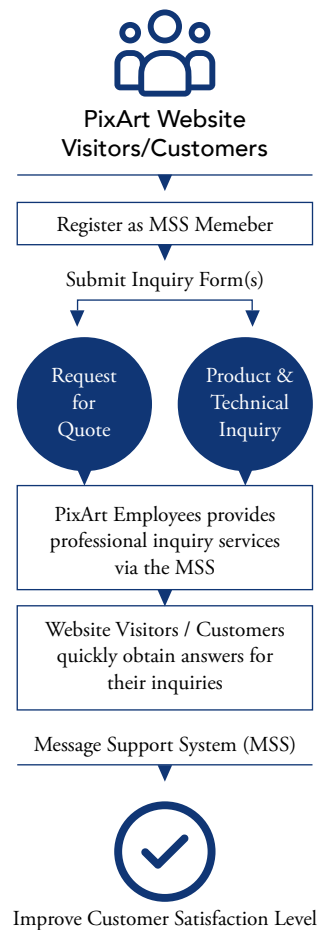 PixArt Website
Visitors/Customers
Register as MSS Memeber
Submit Inquiry Form(s)
Request
for
Quote
Product &
Technical
Inquiry
PixArt Employees provides
professional inquiry services
via the MSS
Website Visitors / Customers
quickly obtain answers for
their inquiries
Message Support System (MSS)
Improve Customer Satisfaction Level